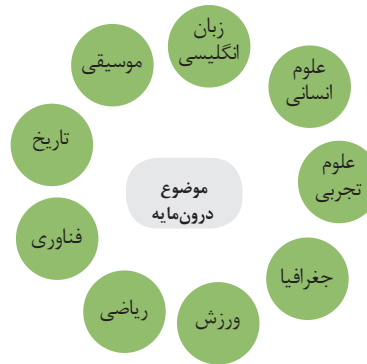 زبان
انگلیسی
علوم
انسانی
علوم
تجربی
جغرافیا
ورزش
ریاضی
فناوری
تاریخ
موسیقی
موضوع
درون‌مایه